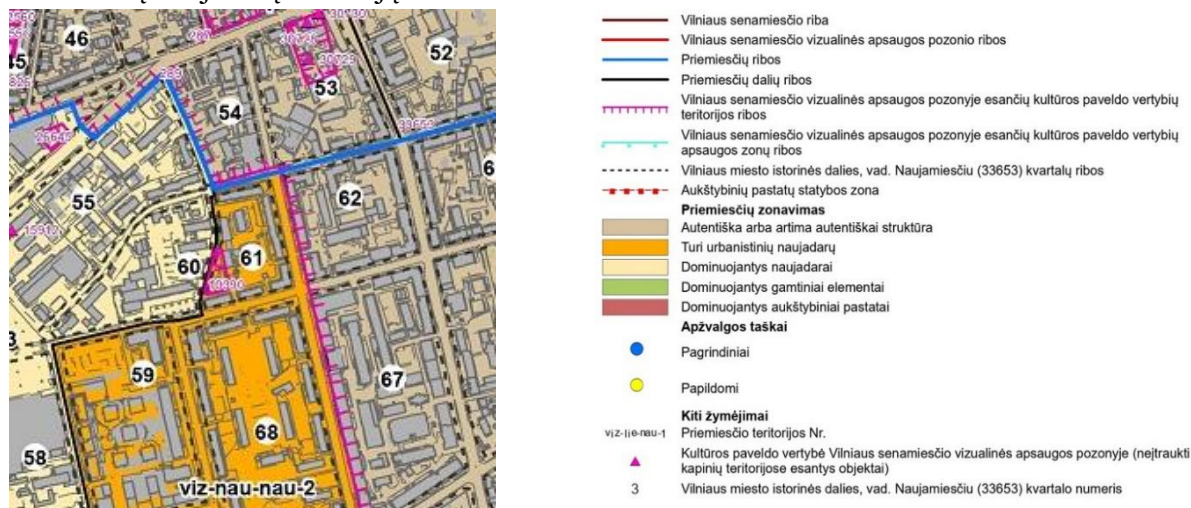 46
52
53
54
45
55
62
60
61
59
67
68
58
viz-nau-nau-2
33653
10390
15912
Vilniaus senamiesčio riba
Vilniaus senamiesčio vizualinės apsaugos pozonio ribos
Priemiesčių ribos
Priemiesčių dalių ribos
Vilniaus senamiesčio vizualinės apsaugos pozonyje esančių kultūros paveldo vertybių
teritorijos ribos
Vilniaus senamiesčio vizualinės apsaugos pozonyje esančių kultūros paveldo vertybių
apsaugos zonų ribos
Vilniaus miesto istorinės dalies, vad. Naujamiesčiu (33653) kvartalų ribos
Aukštybinių pastatų statybos zona
Priemiesčių zonavimas
Autentiška arba artima autentiškai struktūra
Turi urbanistinių naujadarų
Dominuojantys naujadarai
Dominuojantys gamtiniai elementai
Dominuojantys aukštybiniai pastatai
Apžvalgos taškai
Pagrindiniai
Papildomi
Kiti žymėjimai
viz-lie-nau-1 Priemiesčio teritorijos Nr.
Kultūros paveldo vertybė Vilniaus senamiesčio vizualinės apsaugos pozonyje (neįtraukti
kapinių teritorijose esantys objektai)
3 Vilniaus miesto istorinės dalies, vad. Naujamiesčiu (33653) kvartalo numeris